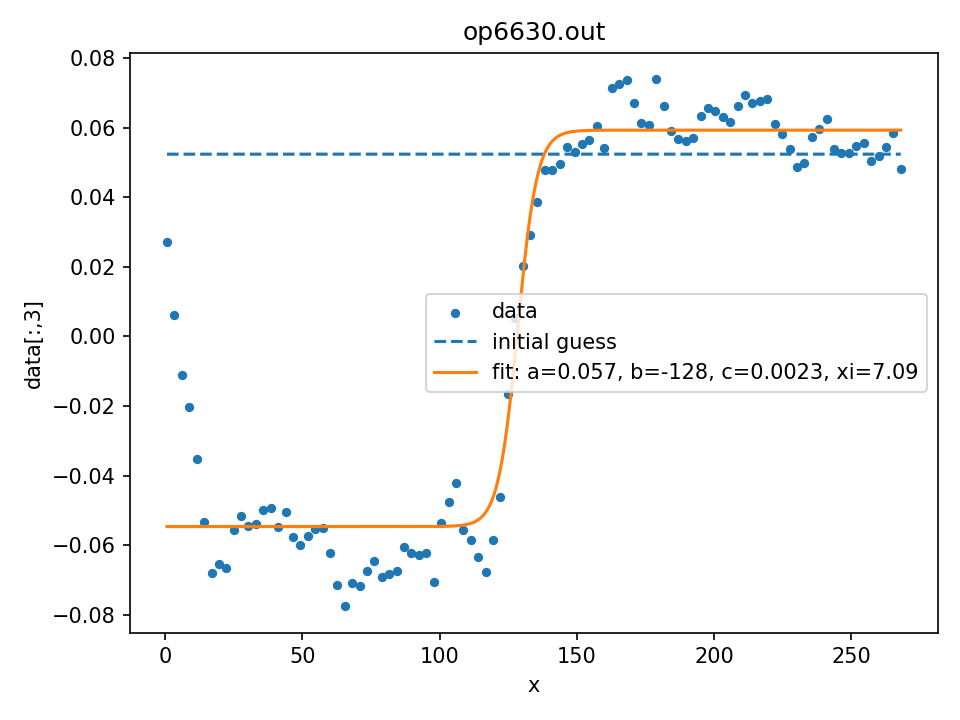 op6630.out
0.08
0.06
0.04
0.02
0.00
−0.02
−0.04
−0.06
−0.08
data[:,3]
data
initial guess
fit: a=0.057, b=-128, c=0.0023, xi=7.09
0 50 100 150 200 250
x